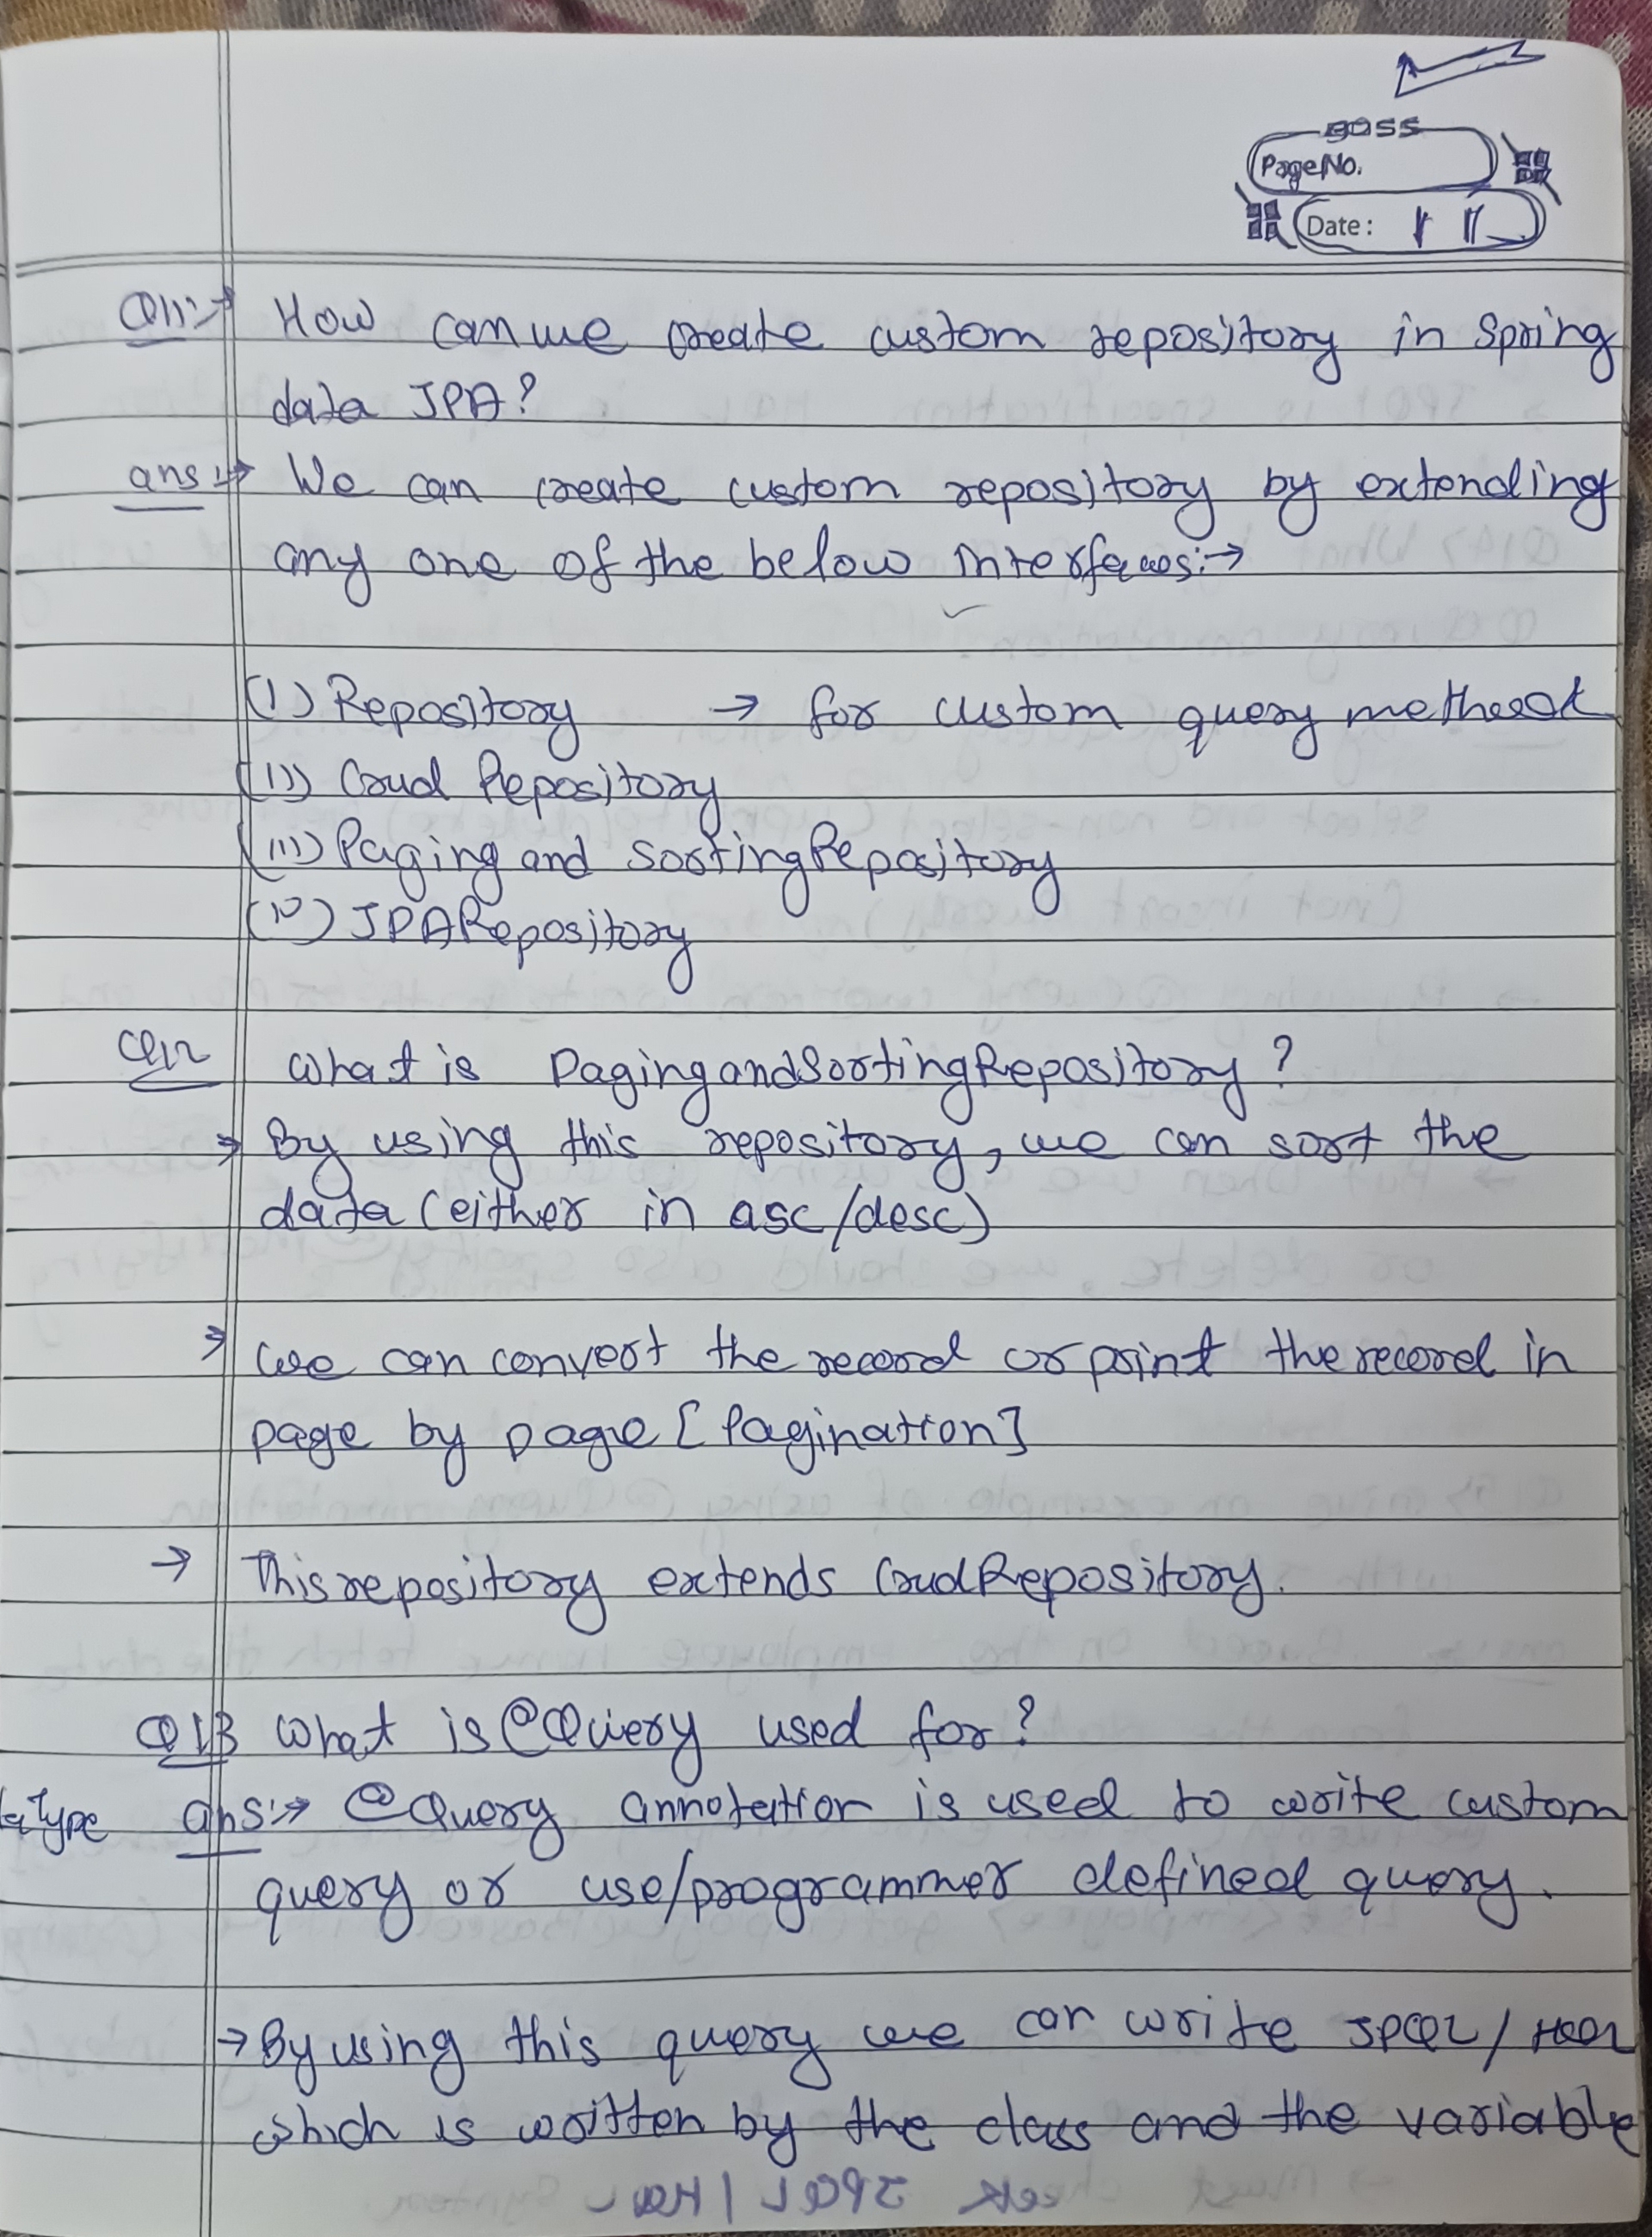 BOSS
Page No.
Date:
Q11:→ How can we create custom repository in Spring
data JPA?
ans:→ We can create custom repository by extending
any one of the below interfaces:→
(I) Repository → for custom query method
(II) Crud Repository
(III) Paging and SortingRepository
(IV) JPARepository
Q12 What is PagingandSortingRepository?
→ By using this repository, we can sort the
data (either in asc/desc)
→ we can convert the record or print the record in
page by page [Pagination]
→ This repository extends CrudRepository.
Q13 What is @Query used for?
Type ans:→ @Query annotation is used to write custom
query or use/programmer defined query.
→ By using this query we can write JPQL/HQL
which is written by the class and the variable